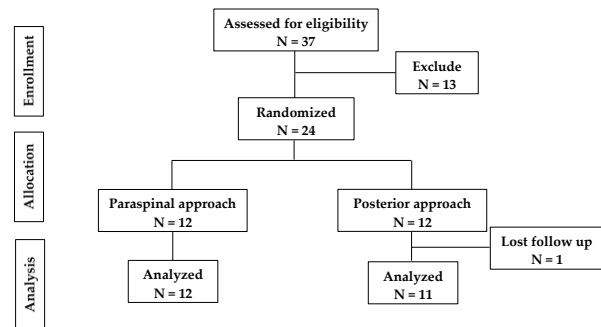 Enrollment
Assessed for eligibility
N = 37
Exclude
N = 13
Randomized
N = 24
Allocation
Paraspinal approach
N = 12
Posterior approach
N = 12
Lost follow up
N = 1
Analysis
Analyzed
N = 12
Analyzed
N = 11